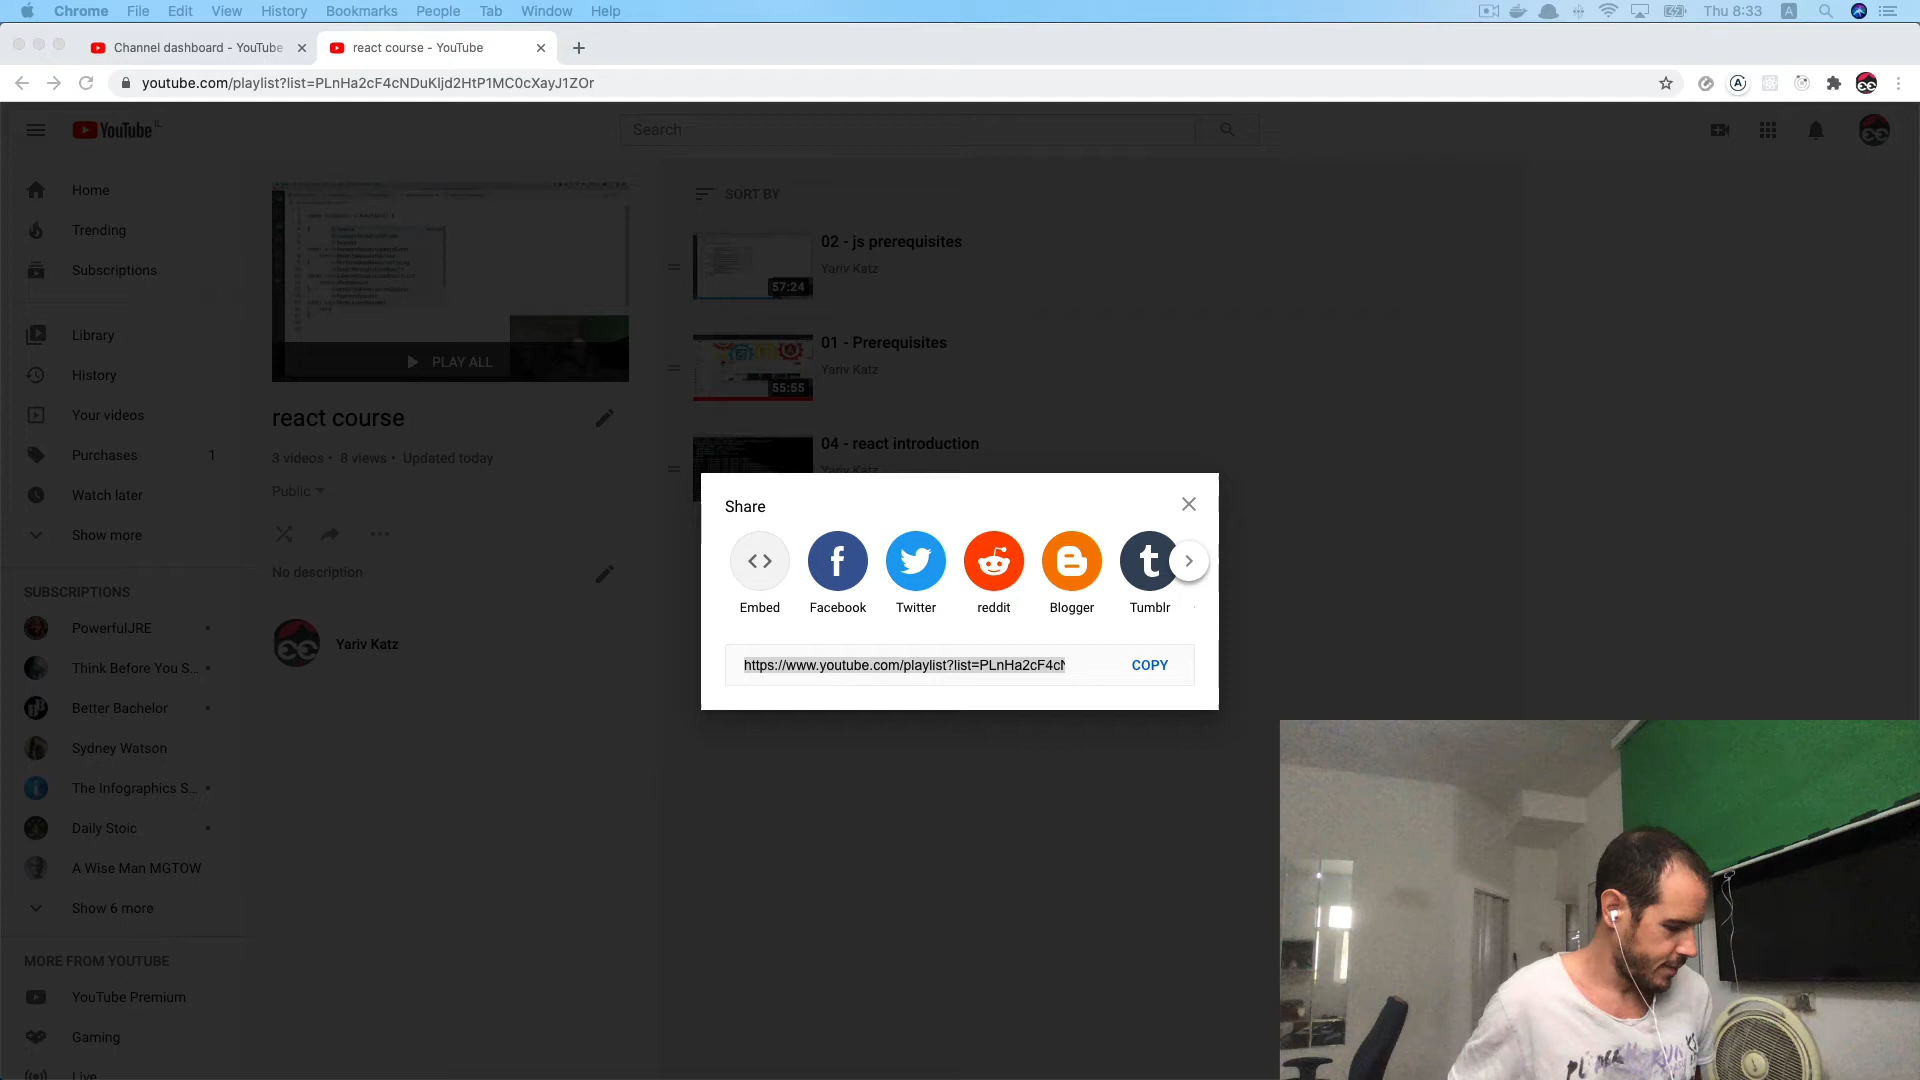 Chrome File Edit View History Bookmarks People Tab Window Help
Thu 8:33
Channel dashboard - YouTube
react course - YouTube
youtube.com/playlist?list=PLnHa2cF4cNDuKljd2HtP1MC0cXayJ1ZOr
YouTube IL
Search
Home
Trending
Subscriptions
Library
History
Your videos
Purchases 1
Watch later
Show more
SUBSCRIPTIONS
PowerfulJRE
Think Before You S...
Better Bachelor
Sydney Watson
The Infographics S...
Daily Stoic
A Wise Man MGTOW
Show 6 more
MORE FROM YOUTUBE
YouTube Premium
Gaming
Live
PLAY ALL
react course
3 videos • 8 views • Updated today
Public
No description
Yariv Katz
SORT BY
02 - js prerequisites
Yariv Katz
57:24
01 - Prerequisites
Yariv Katz
55:55
04 - react introduction
Yariv Katz
Share
Embed
Facebook
Twitter
reddit
Blogger
Tumblr
https://www.youtube.com/playlist?list=PLnHa2cF4cN
COPY